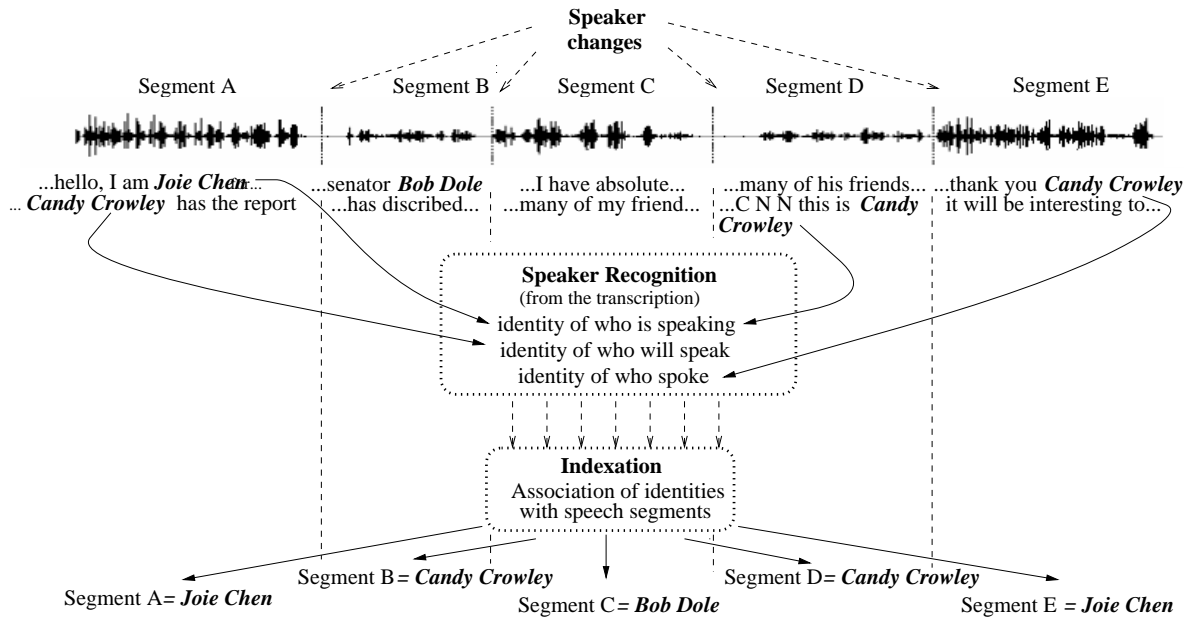 Speaker
changes
Segment A
Segment B
Segment C
Segment D
Segment E
...hello, I am Joie Chen
... Candy Crowley has the report
...senator Bob Dole
...has discribed...
...I have absolute...
...many of my friend...
...many of his friends...
...C N N this is Candy
Crowley
...thank you Candy Crowley
it will be interesting to...
Speaker Recognition
(from the transcription)
identity of who is speaking
identity of who will speak
identity of who spoke
Indexation
Association of identities
with speech segments
Segment A= Joie Chen
Segment B= Candy Crowley
Segment C= Bob Dole
Segment D= Candy Crowley
Segment E = Joie Chen